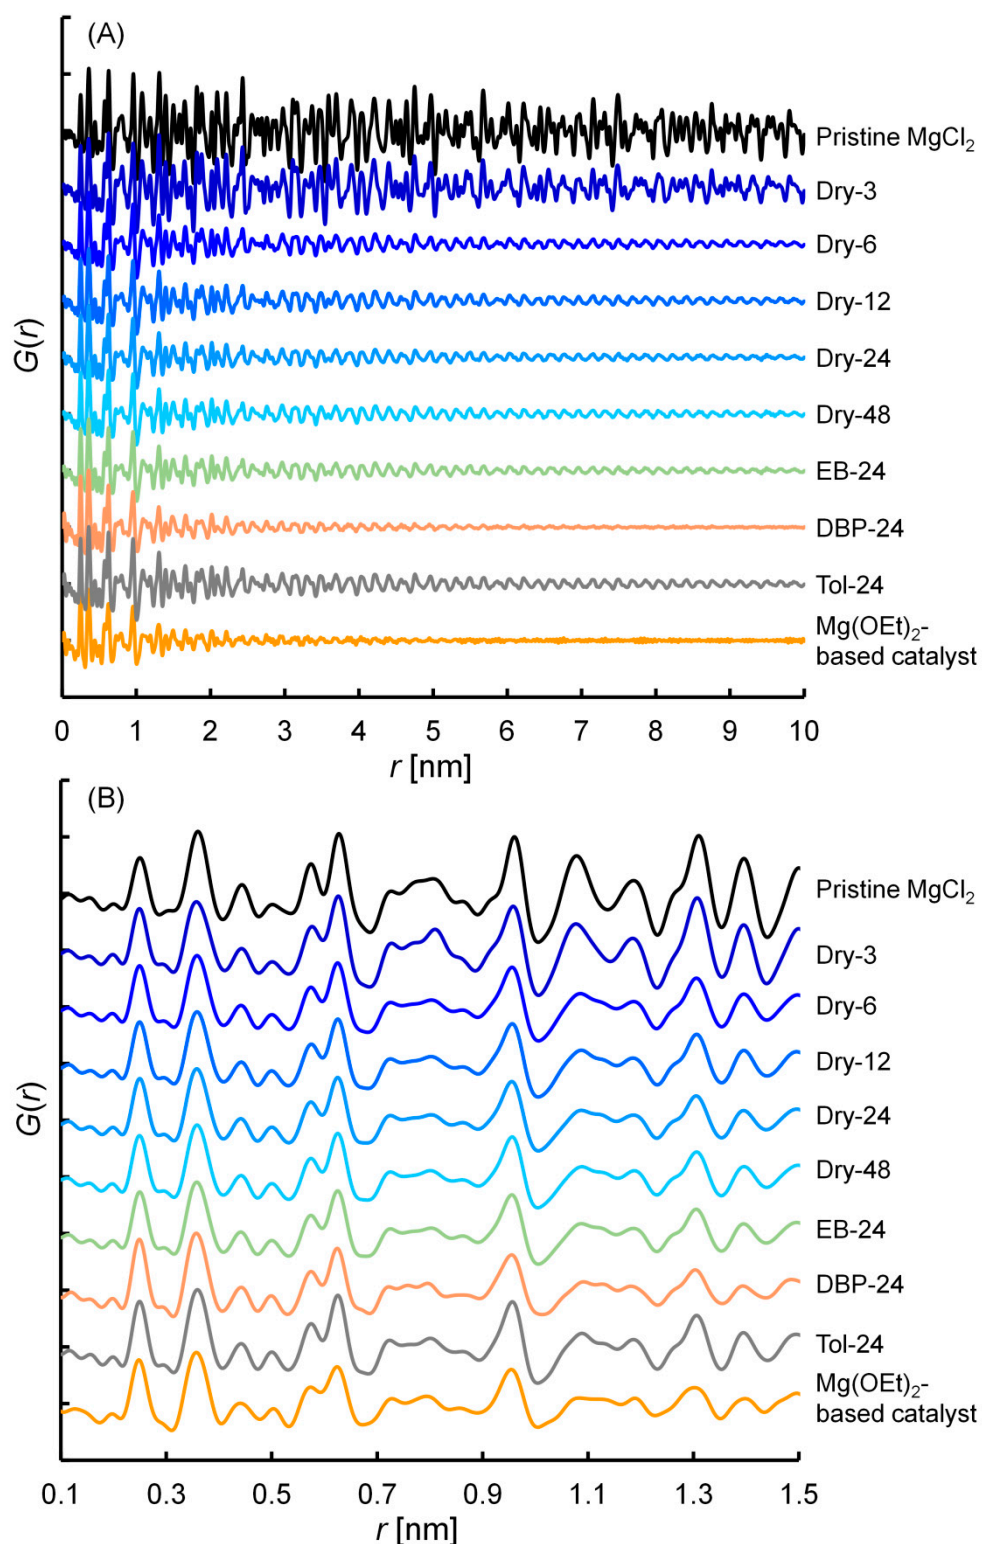 (A)
Pristine MgCl₂
Dry-3
Dry-6
Dry-12
Dry-24
Dry-48
EB-24
DBP-24
Tol-24
Mg(OEt)₂-
based catalyst
G(r)
0 1 2 3 4 5 6 7 8 9 10
r [nm]
(B)
Pristine MgCl₂
Dry-3
Dry-6
Dry-12
Dry-24
Dry-48
EB-24
DBP-24
Tol-24
Mg(OEt)₂-
based catalyst
G(r)
0.1 0.3 0.5 0.7 0.9 1.1 1.3 1.5
r [nm]